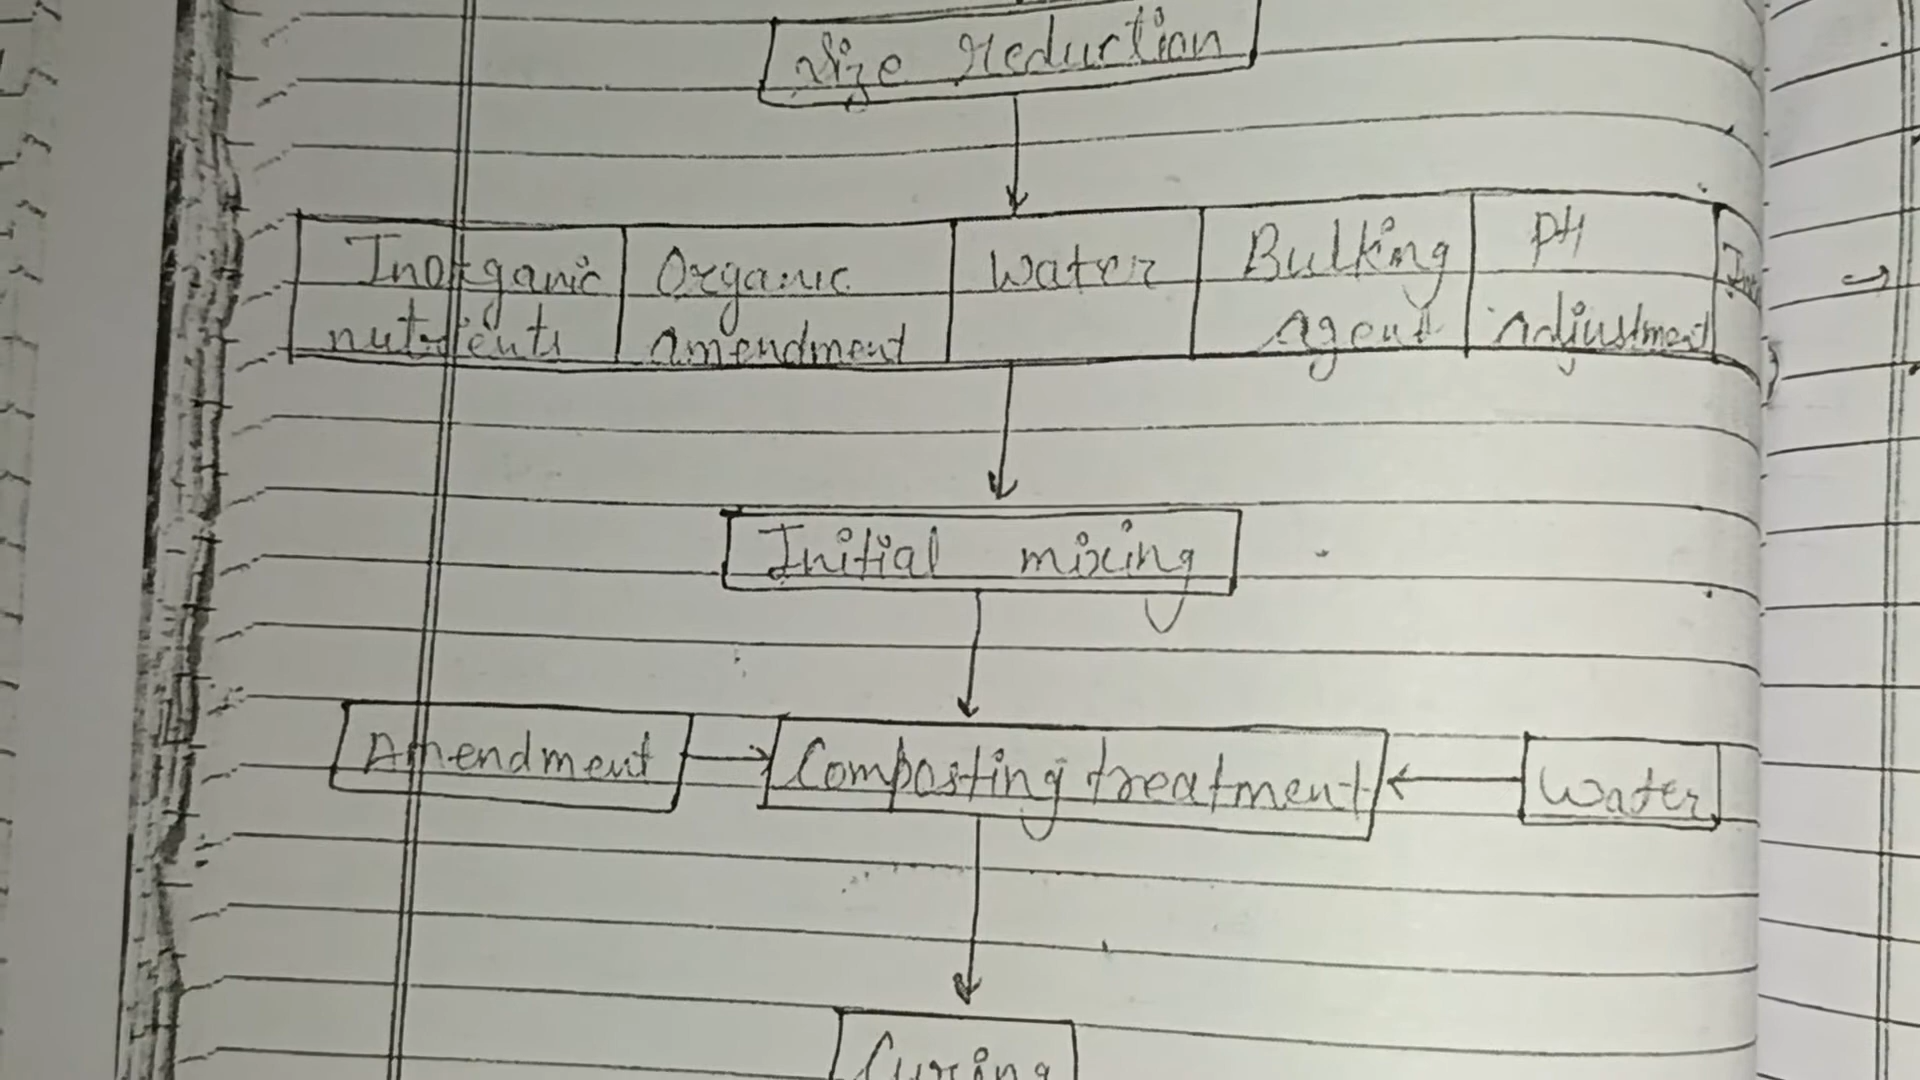 Size reduction
Inorganic nutrients
Organic amendment
Water
Bulking agent
PH Adjustment
Initial mixing
Amendment
Composting treatment
Water
Curing